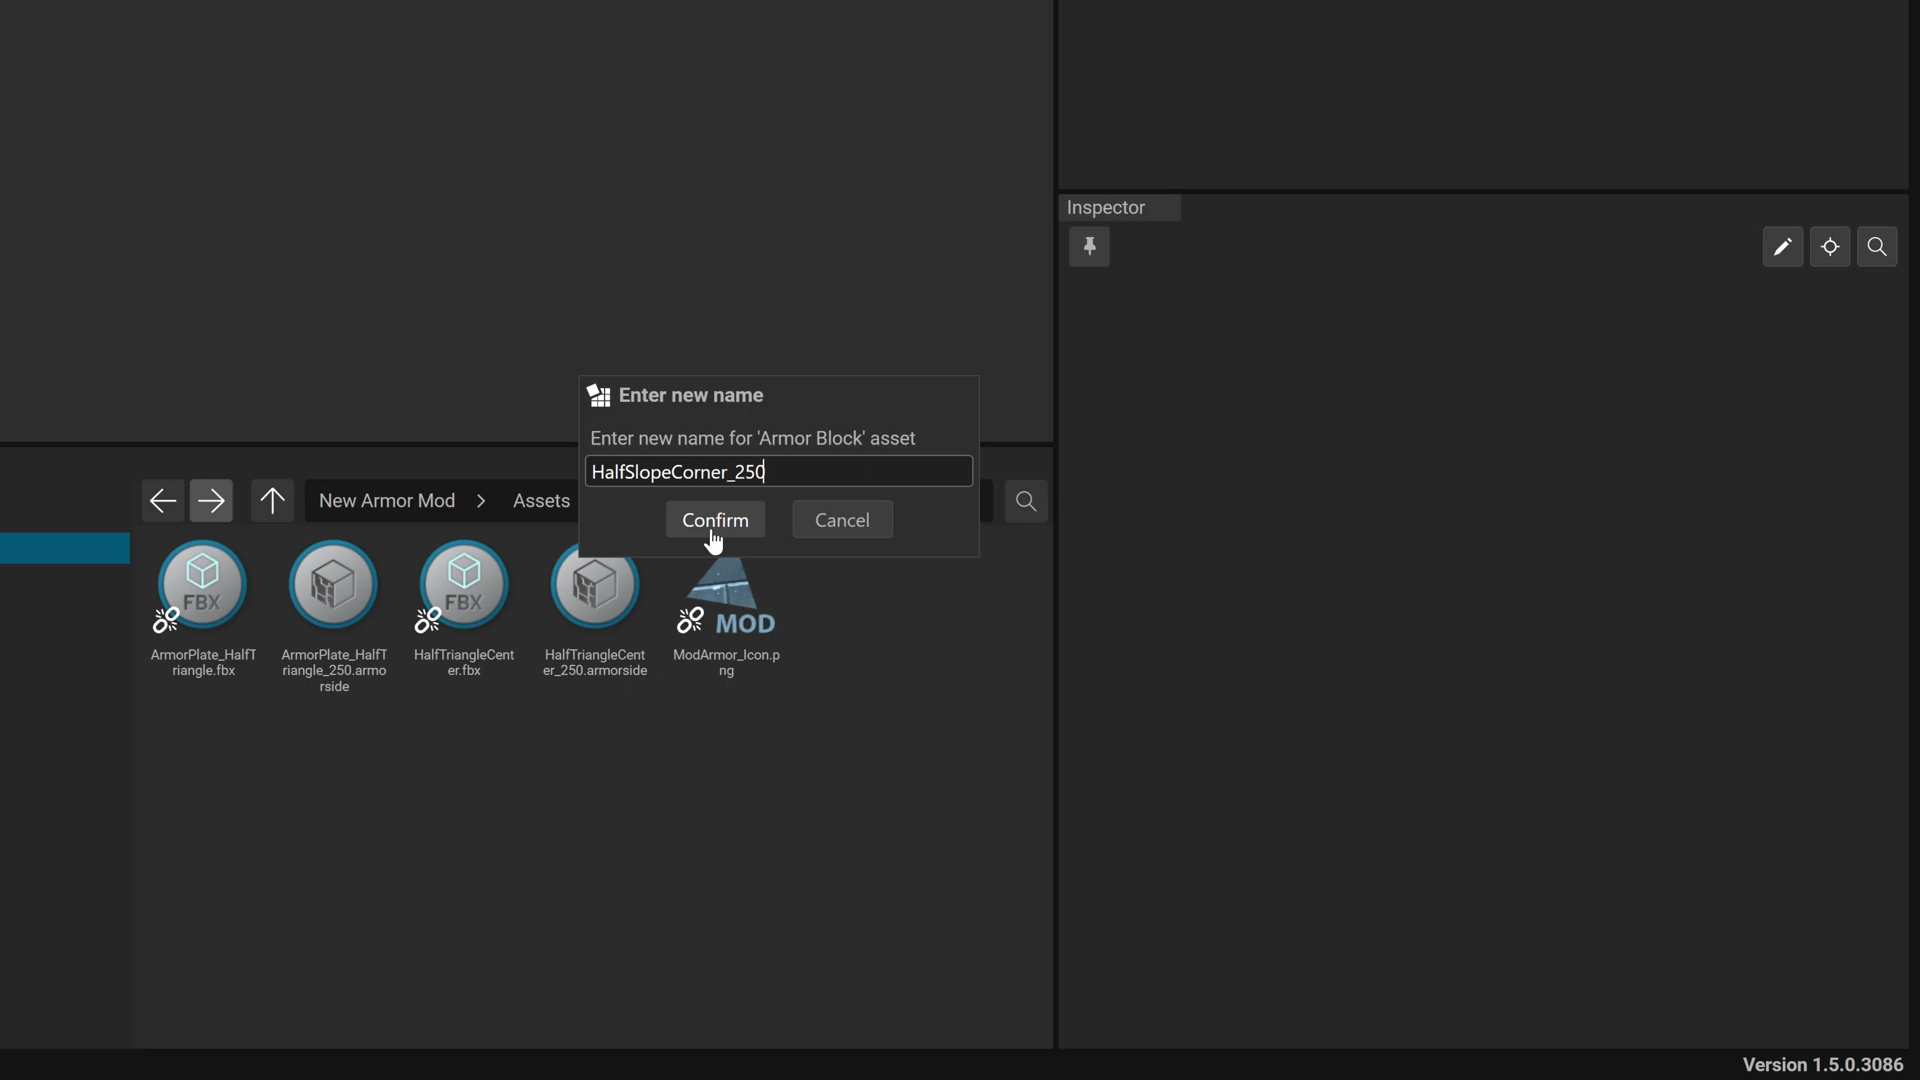 Inspector
Enter new name
Enter new name for 'Armor Block' asset
HalfSlopeCorner_250
Confirm
Cancel
New Armor Mod > Assets
FBX
FBX
MOD
ArmorPlate_HalfT
riangle.fbx
ArmorPlate_HalfT
riangle_250.armo
rside
HalfTriangleCent
er.fbx
HalfTriangleCent
er_250.armorside
ModArmor_Icon.p
ng
Version 1.5.0.3086